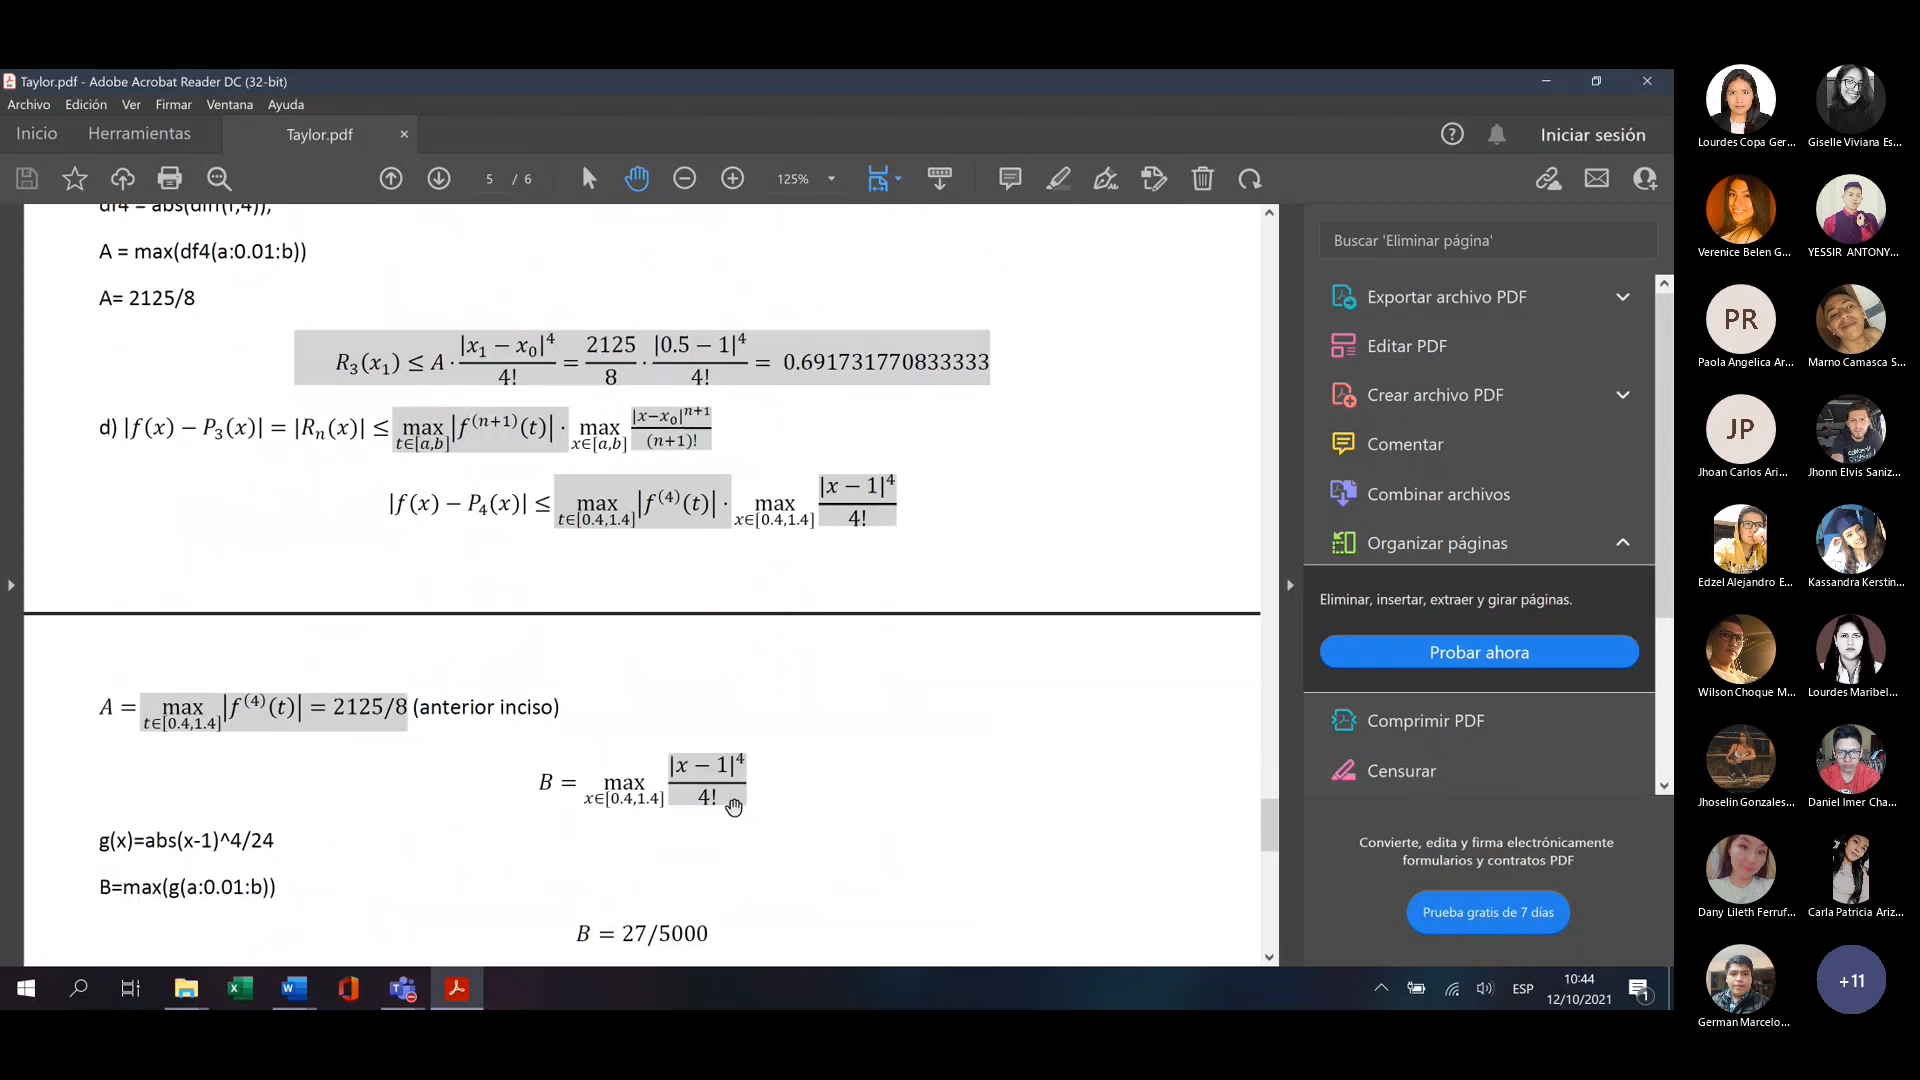 Taylor.pdf - Adobe Acrobat Reader DC (32-bit)
Archivo Edición Ver Firmar Ventana Ayuda
Inicio Herramientas Taylor.pdf × Iniciar sesión
5 / 6 125%
df4 = abs(diff(f,4)),
A = max(df4(a:0.01:b))
A= 2125/8
R₃(x₁) ≤ A · |x₁ − x₀|⁴/4! = 2125/8 · |0.5 − 1|⁴/4! = 0.691731770833333
d) |f(x) − P₃(x)| = |Rₙ(x)| ≤ max t∈[a,b] |f⁽ⁿ⁺¹⁾(t)| · max x∈[a,b] |x−x₀|ⁿ⁺¹/(n+1)!
|f(x) − P₄(x)| ≤ max t∈[0.4,1.4] |f⁽⁴⁾(t)| · max x∈[0.4,1.4] |x − 1|⁴/4!
A = max t∈[0.4,1.4] |f⁽⁴⁾(t)| = 2125/8 (anterior inciso)
B = max x∈[0.4,1.4] |x − 1|⁴/4!
g(x)=abs(x-1)^4/24
B=max(g(a:0.01:b))
B = 27/5000
Buscar 'Eliminar página'
Exportar archivo PDF
Editar PDF
Crear archivo PDF
Comentar
Combinar archivos
Organizar páginas
Eliminar, insertar, extraer y girar páginas.
Probar ahora
Comprimir PDF
Censurar
Convierte, edita y firma electrónicamente
formularios y contratos PDF
Prueba gratis de 7 días
ESP
10:44
12/10/2021
1
Lourdes Copa Ger... Giselle Viviana Es...
Verenice Belen G... YESSIR ANTONY...
PR
Paola Angelica Ar... Marno Camasca S...
JP
Jhoan Carlos Ari... Jhonn Elvis Saniz...
Edzel Alejandro E... Kassandra Kerstin...
Wilson Choque M... Lourdes Maribel...
Jhoselin Gonzales... Daniel Imer Cha...
Dany Lileth Ferruf... Carla Patricia Ariz...
+11
German Marcelo...